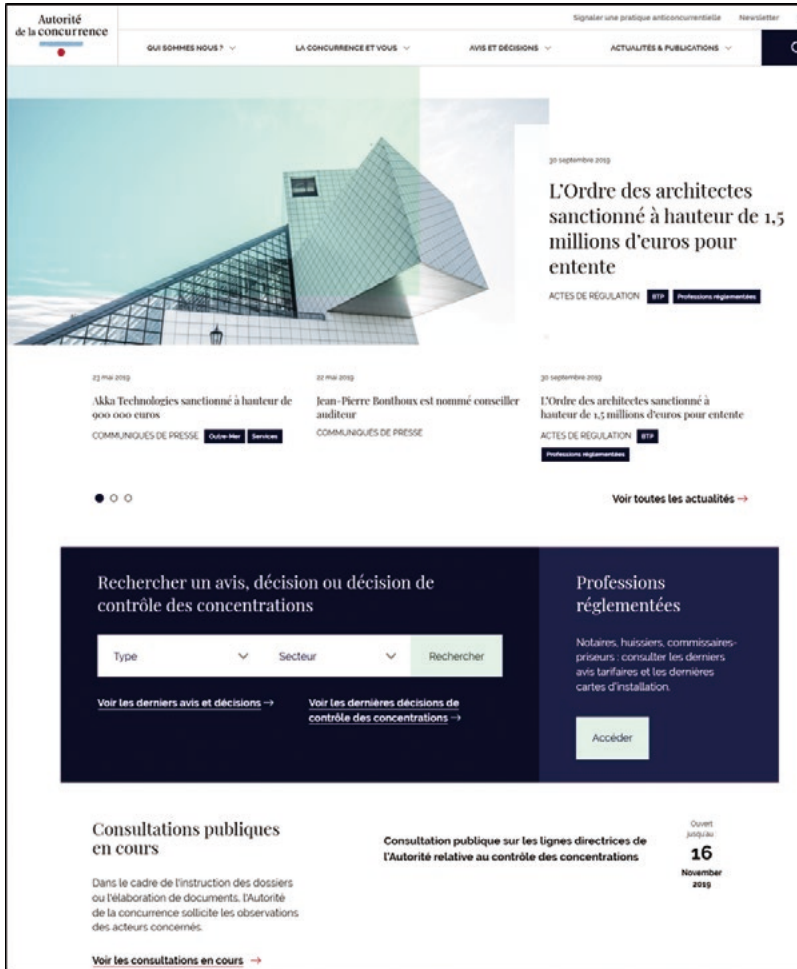 Autorité
de la concurrence
Signaler une pratique anticoncurrentielle Newsletter
QUI SOMMES NOUS ? LA CONCURRENCE ET VOUS AVIS ET DÉCISIONS ACTUALITÉS & PUBLICATIONS
30 septembre 2019
L'Ordre des architectes
sanctionné à hauteur de 1,5
millions d'euros pour
entente
ACTES DE RÉGULATION BTP Professions réglementées
23 mai 2019
Akka Technologies sanctionné à hauteur de
900 000 euros
COMMUNIQUÉS DE PRESSE Outre-Mer Services
22 mai 2019
Jean-Pierre Bonthoux est nommé conseiller
auditeur
COMMUNIQUÉS DE PRESSE
30 septembre 2019
L'Ordre des architectes sanctionné à
hauteur de 1,5 millions d'euros pour entente
ACTES DE RÉGULATION BTP
Professions réglementées
Voir toutes les actualités →
Rechercher un avis, décision ou décision de
contrôle des concentrations
Type Secteur Rechercher
Voir les derniers avis et décisions →
Voir les dernières décisions de
contrôle des concentrations →
Professions
réglementées
Notaires, huissiers, commissaires-
priseurs : consulter les derniers
avis tarifaires et les dernières
cartes d'installation.
Accéder
Consultations publiques
en cours
Dans le cadre de l'instruction des dossiers
ou l'élaboration de documents, l'Autorité
de la concurrence sollicite les observations
des acteurs concernés.
Voir les consultations en cours →
Consultation publique sur les lignes directrices de
l'Autorité relative au contrôle des concentrations
Ouvert
jusqu'au :
16
November
2019